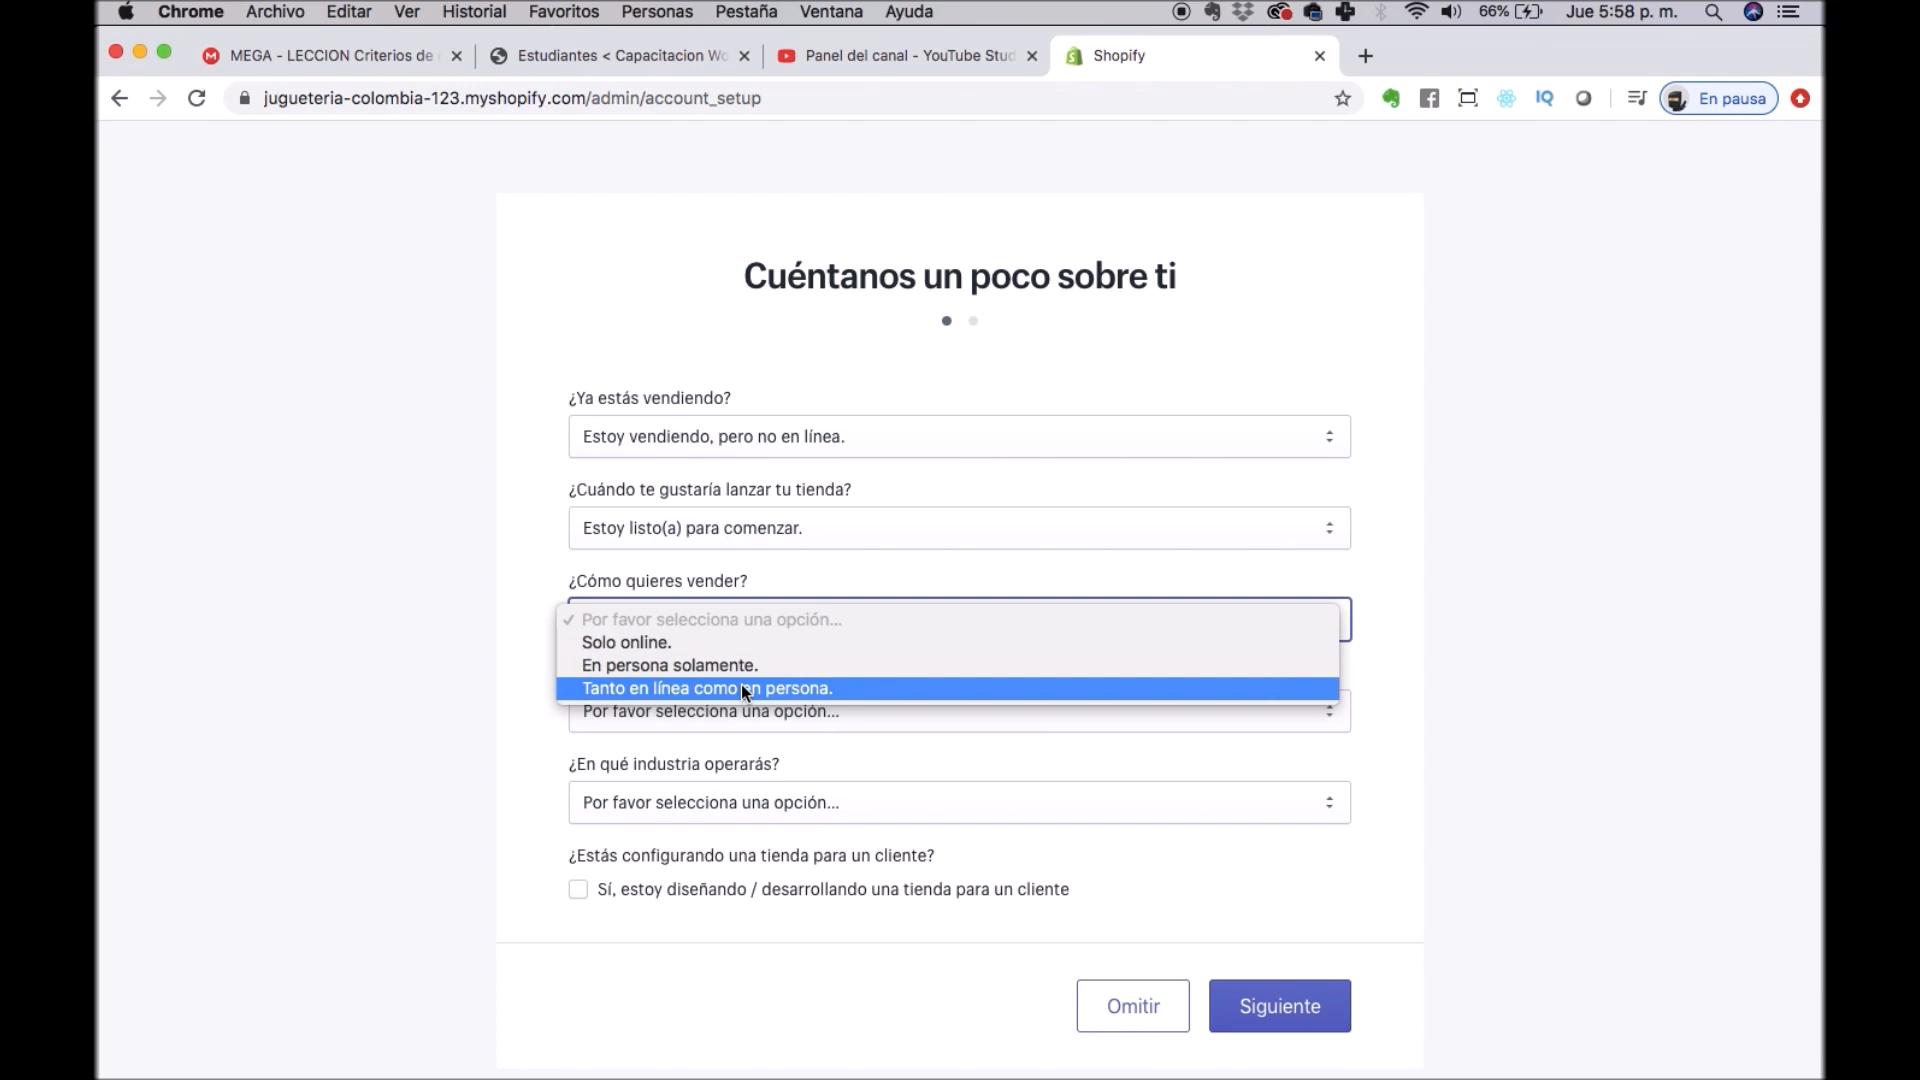 Chrome Archivo Editar Ver Historial Favoritos Personas Pestaña Ventana Ayuda 66% Jue 5:58 p. m.
MEGA - LECCION Criterios de Estudiantes < Capacitacion Wo Panel del canal - YouTube Stud Shopify
jugueteria-colombia-123.myshopify.com/admin/account_setup IQ En pausa
Cuéntanos un poco sobre ti
¿Ya estás vendiendo?
Estoy vendiendo, pero no en línea.
¿Cuándo te gustaría lanzar tu tienda?
Estoy listo(a) para comenzar.
¿Cómo quieres vender?
Por favor selecciona una opción...
Solo online.
En persona solamente.
Tanto en línea como en persona.
Por favor selecciona una opción...
¿En qué industria operarás?
Por favor selecciona una opción...
¿Estás configurando una tienda para un cliente?
Sí, estoy diseñando / desarrollando una tienda para un cliente
Omitir Siguiente